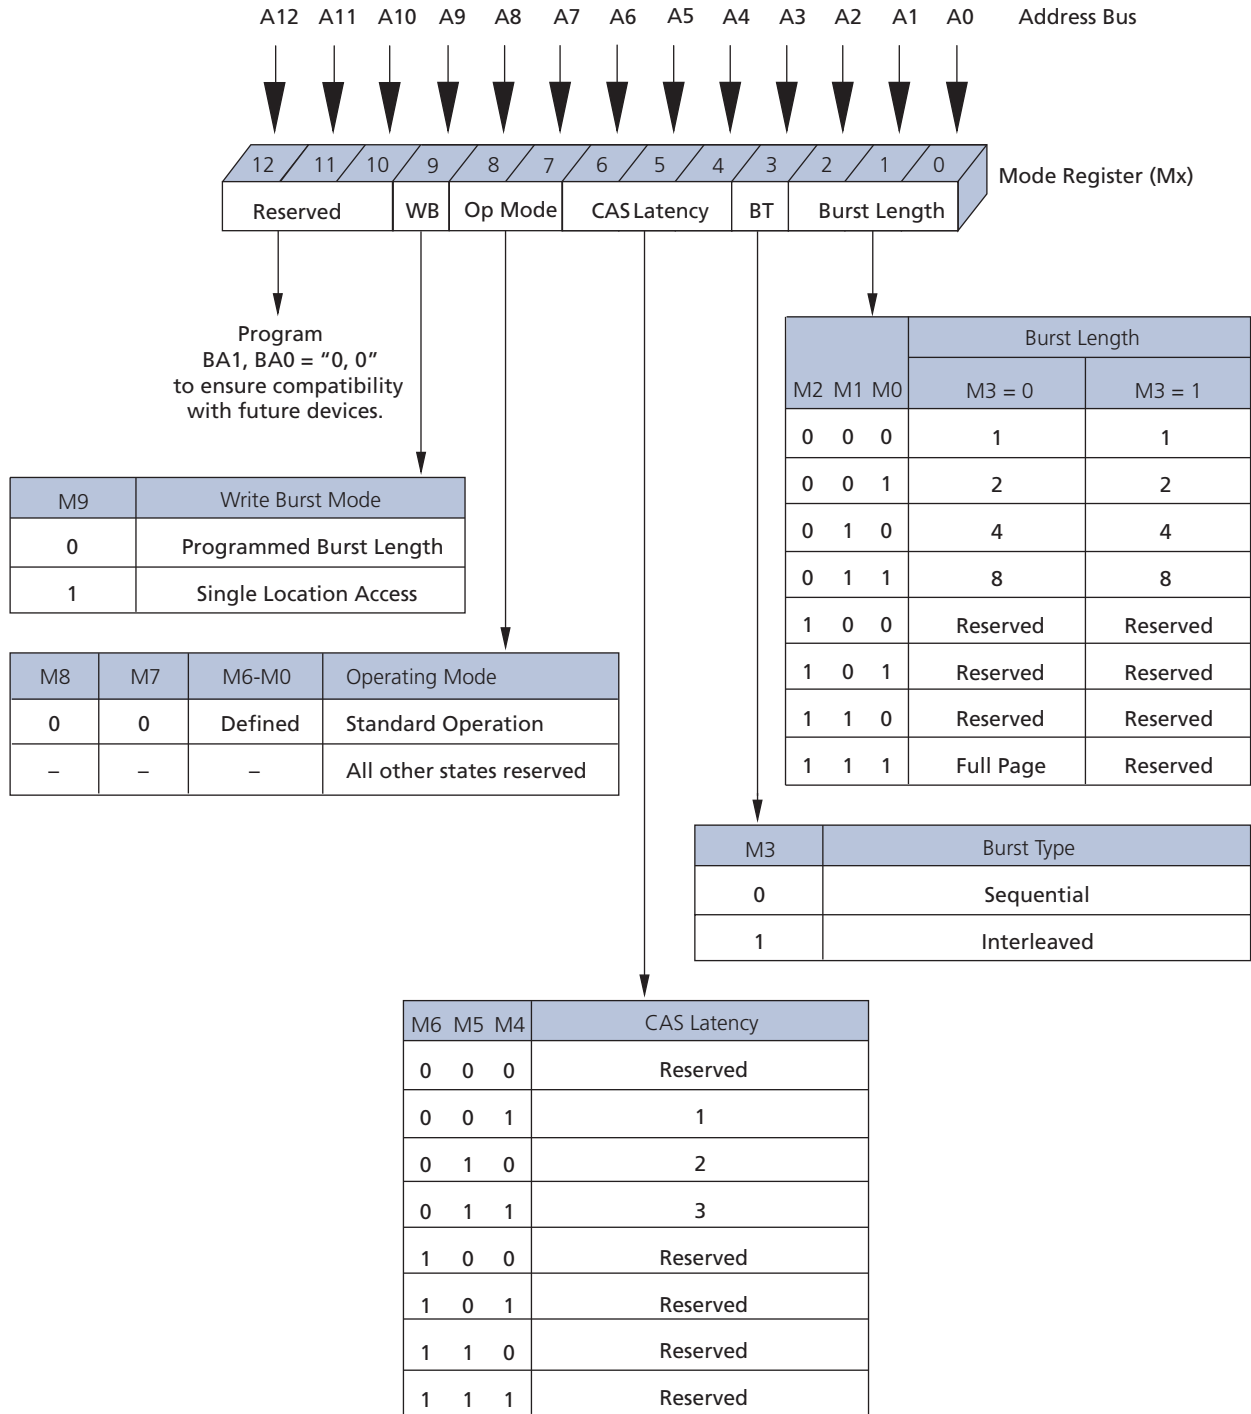 A12 A11 A10 A9 A8 A7 A6 A5 A4 A3 A2 A1 A0 Address Bus
12 11 10 9 8 7 6 5 4 3 2 1 0
Mode Register (Mx)
Reserved WB Op Mode CAS Latency BT Burst Length
Program
BA1, BA0 = “0, 0”
to ensure compatibility
with future devices.
Burst Length
M2 M1 M0 M3 = 0 M3 = 1
0 0 0 1 1
0 0 1 2 2
0 1 0 4 4
0 1 1 8 8
1 0 0 Reserved Reserved
1 0 1 Reserved Reserved
1 1 0 Reserved Reserved
1 1 1 Full Page Reserved
M9 Write Burst Mode
0 Programmed Burst Length
1 Single Location Access
M8 M7 M6-M0 Operating Mode
0 0 Defined Standard Operation
– – – All other states reserved
M3 Burst Type
0 Sequential
1 Interleaved
M6 M5 M4 CAS Latency
0 0 0 Reserved
0 0 1 1
0 1 0 2
0 1 1 3
1 0 0 Reserved
1 0 1 Reserved
1 1 0 Reserved
1 1 1 Reserved